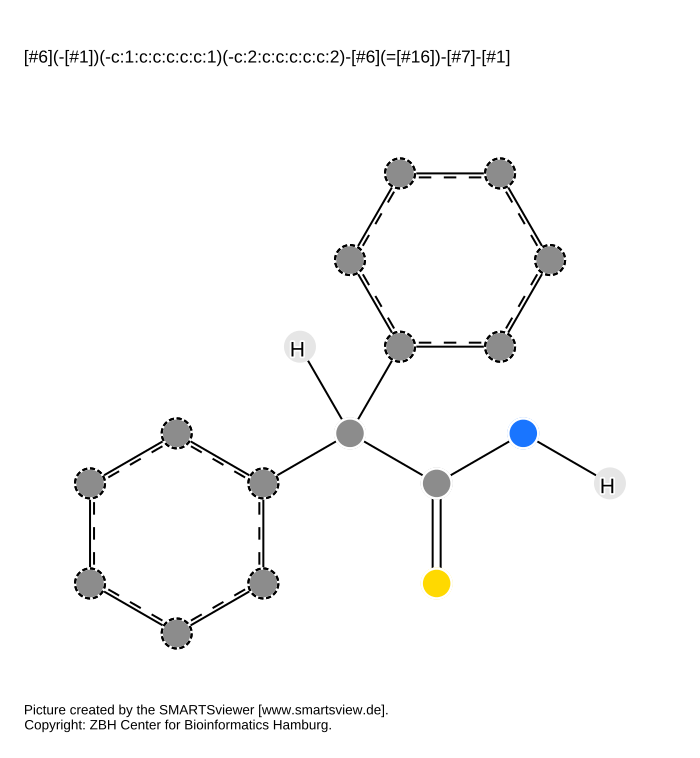 [#6](-[#1])(-c:1:c:c:c:c:c:1)(-c:2:c:c:c:c:c:2)-[#6](=[#16])-[#7]-[#1]
H
H
Picture created by the SMARTSviewer [www.smartsview.de].
Copyright: ZBH Center for Bioinformatics Hamburg.